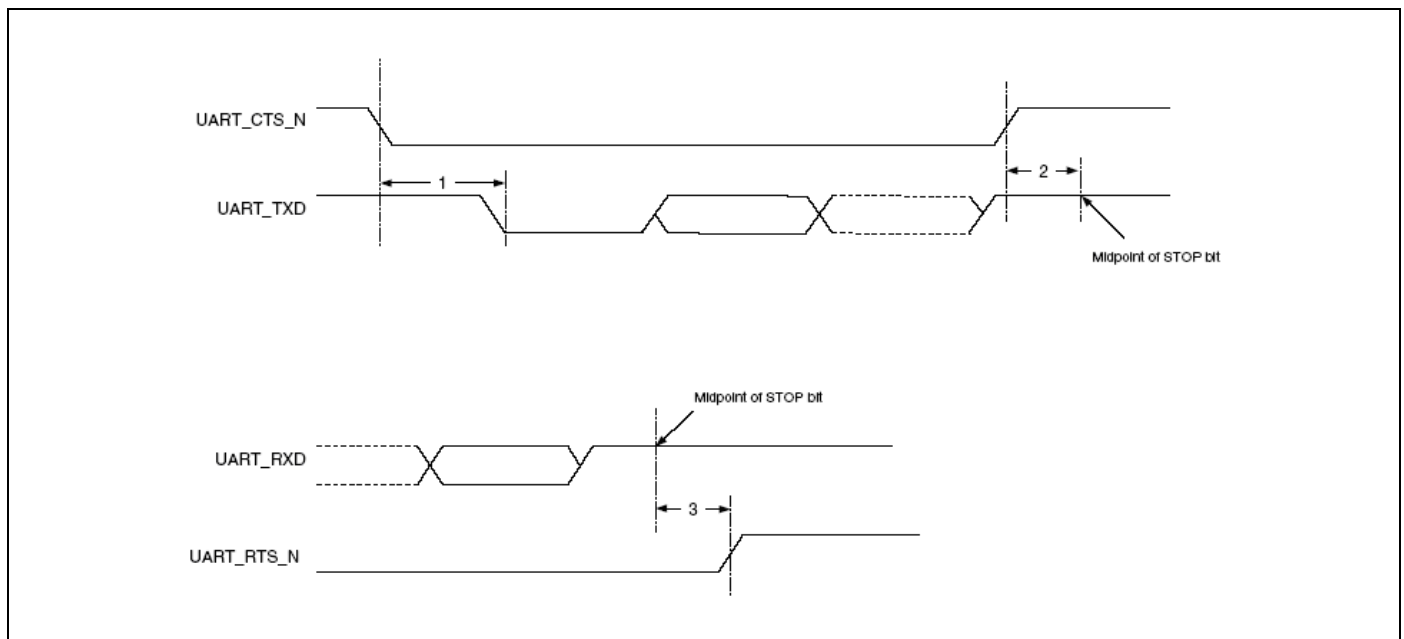 UART_CTS_N
1
2
UART_TXD
Midpoint of STOP bit
Midpoint of STOP bit
UART_RXD
3
UART_RTS_N